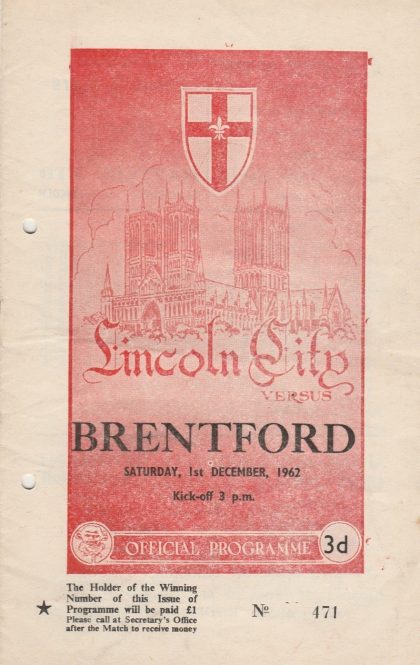 Lincoln City
VERSUS
BRENTFORD
SATURDAY, 1st DECEMBER, 1962
Kick-off 3 p.m.
OFFICIAL PROGRAMME 3d
The Holder of the Winning
Number of this Issue of
★ Programme will be paid £1
Please call at Secretary's Office
after the Match to receive money
Nº 471